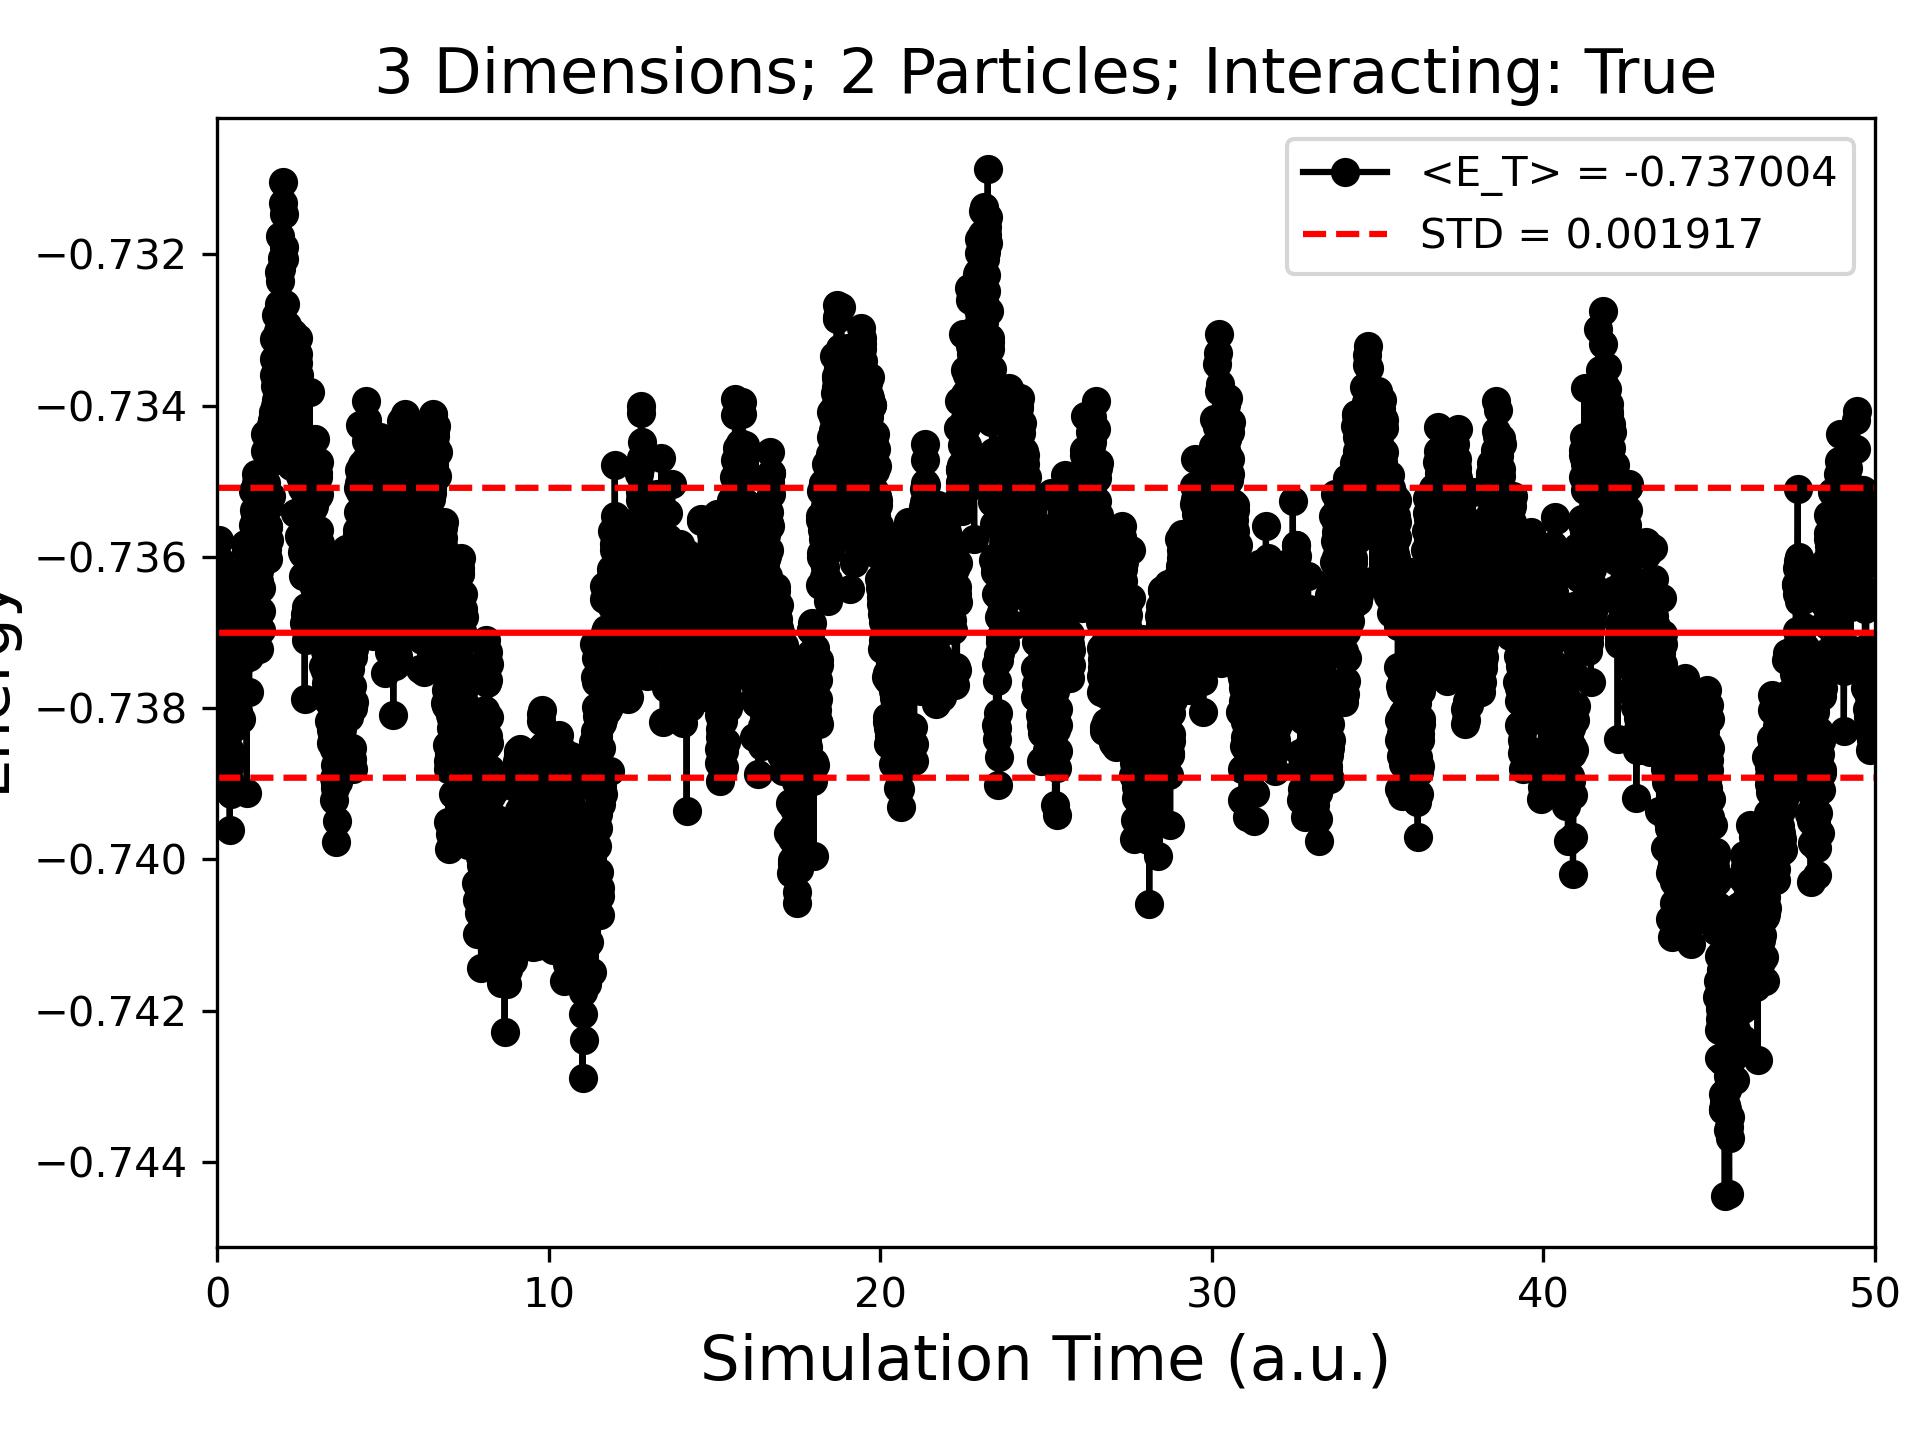 3 Dimensions; 2 Particles; Interacting: True
<E_T> = -0.737004
STD = 0.001917
−0.732
−0.734
−0.736
−0.738
−0.740
−0.742
−0.744
Energy
0 10 20 30 40 50
Simulation Time (a.u.)